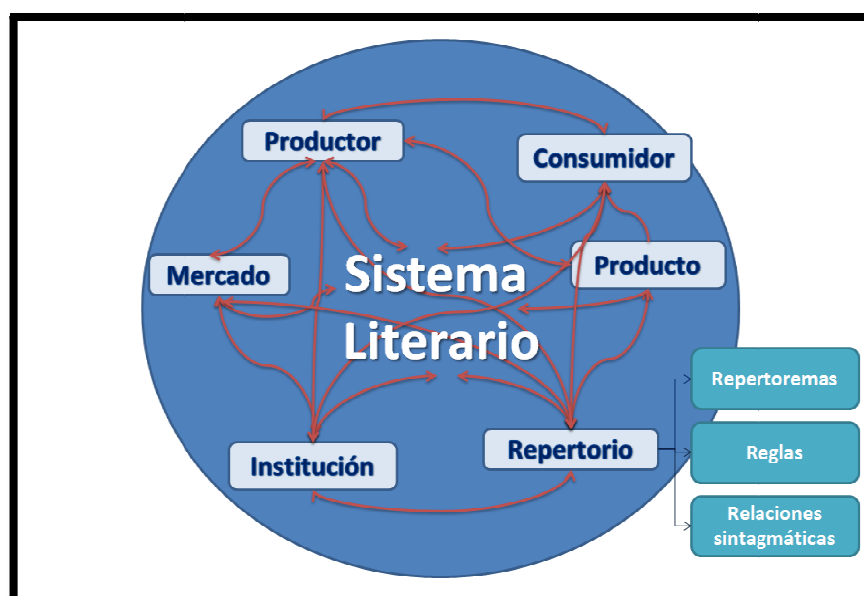 Productor
Consumidor
Mercado
Sistema
Literario
Producto
Institución
Repertorio
Repertoremas
Reglas
Relaciones
sintagmáticas